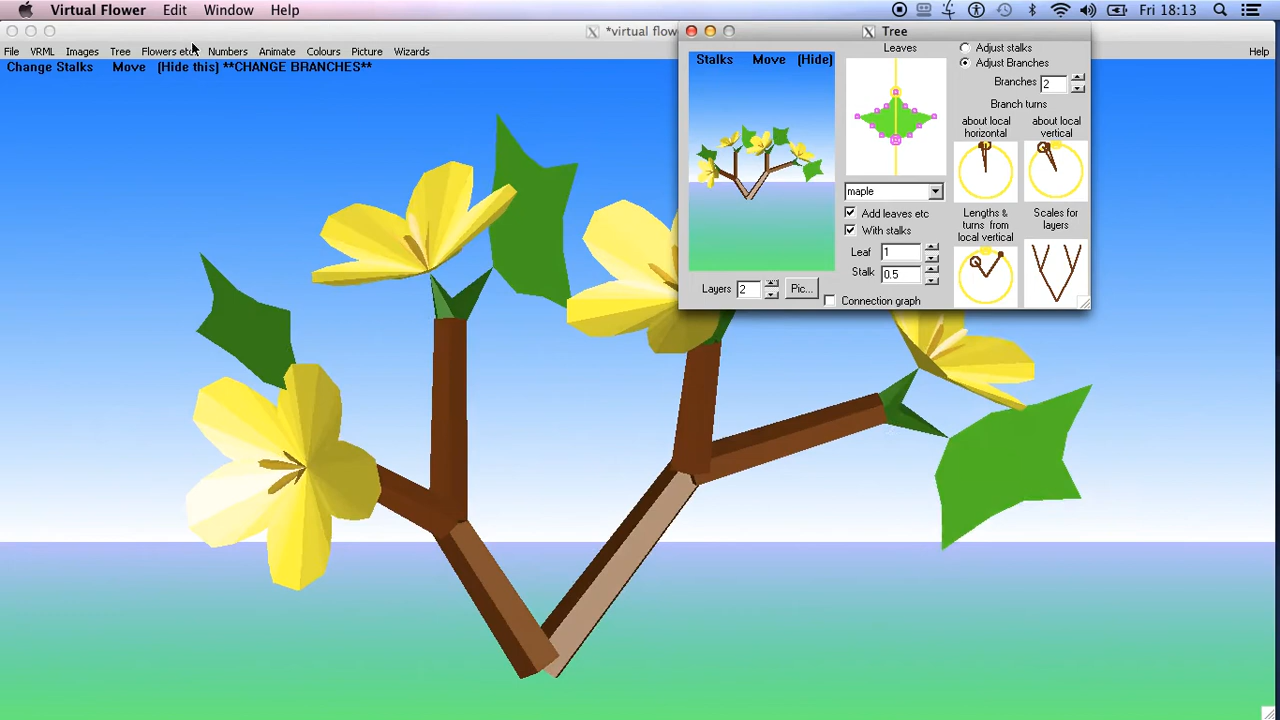 Virtual Flower Edit Window Help Fri 18:13
*virtual flow
Tree
File VRML Images Tree Flowers etc Numbers Animate Colours Picture Wizards Help
Change Stalks Move (Hide this) **CHANGE BRANCHES**
Stalks Move (Hide)
Leaves
Adjust stalks
Adjust Branches
Branches 2
Branch turns
about local horizontal
about local vertical
maple
Add leaves etc
With stalks
Lengths & turns from local vertical
Scales for layers
Leaf 1
Stalk 0.5
Layers 2 Pic...
Connection graph